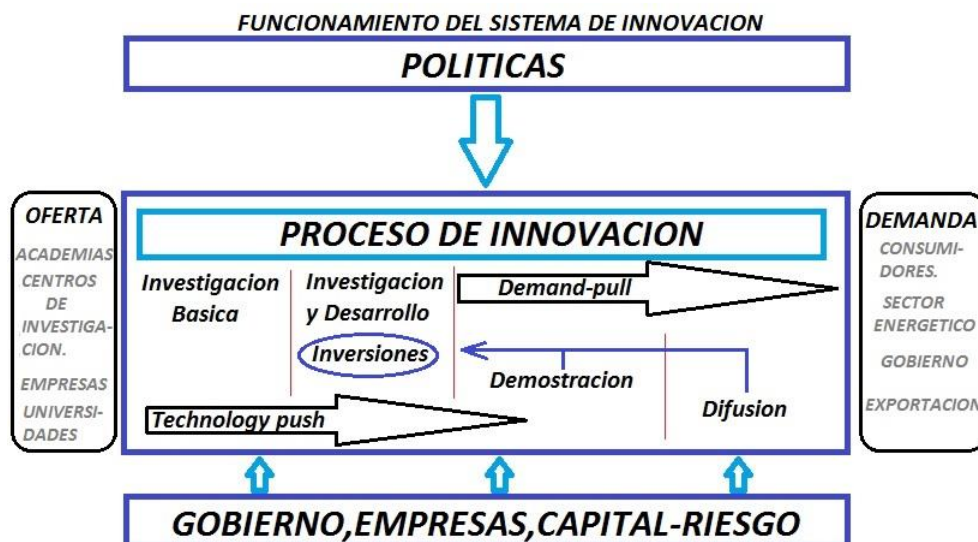 FUNCIONAMIENTO DEL SISTEMA DE INNOVACION
POLITICAS
OFERTA
ACADEMIAS
CENTROS
DE
INVESTIGA-
CION.
EMPRESAS
UNIVERSI-
DADES
PROCESO DE INNOVACION
Investigacion
Basica
Investigacion
y Desarrollo
Inversiones
Demand-pull
Demostracion
Difusion
Technology push
DEMANDA
CONSUMI-
DORES.
SECTOR
ENERGETICO
GOBIERNO
EXPORTACION
GOBIERNO,EMPRESAS,CAPITAL-RIESGO